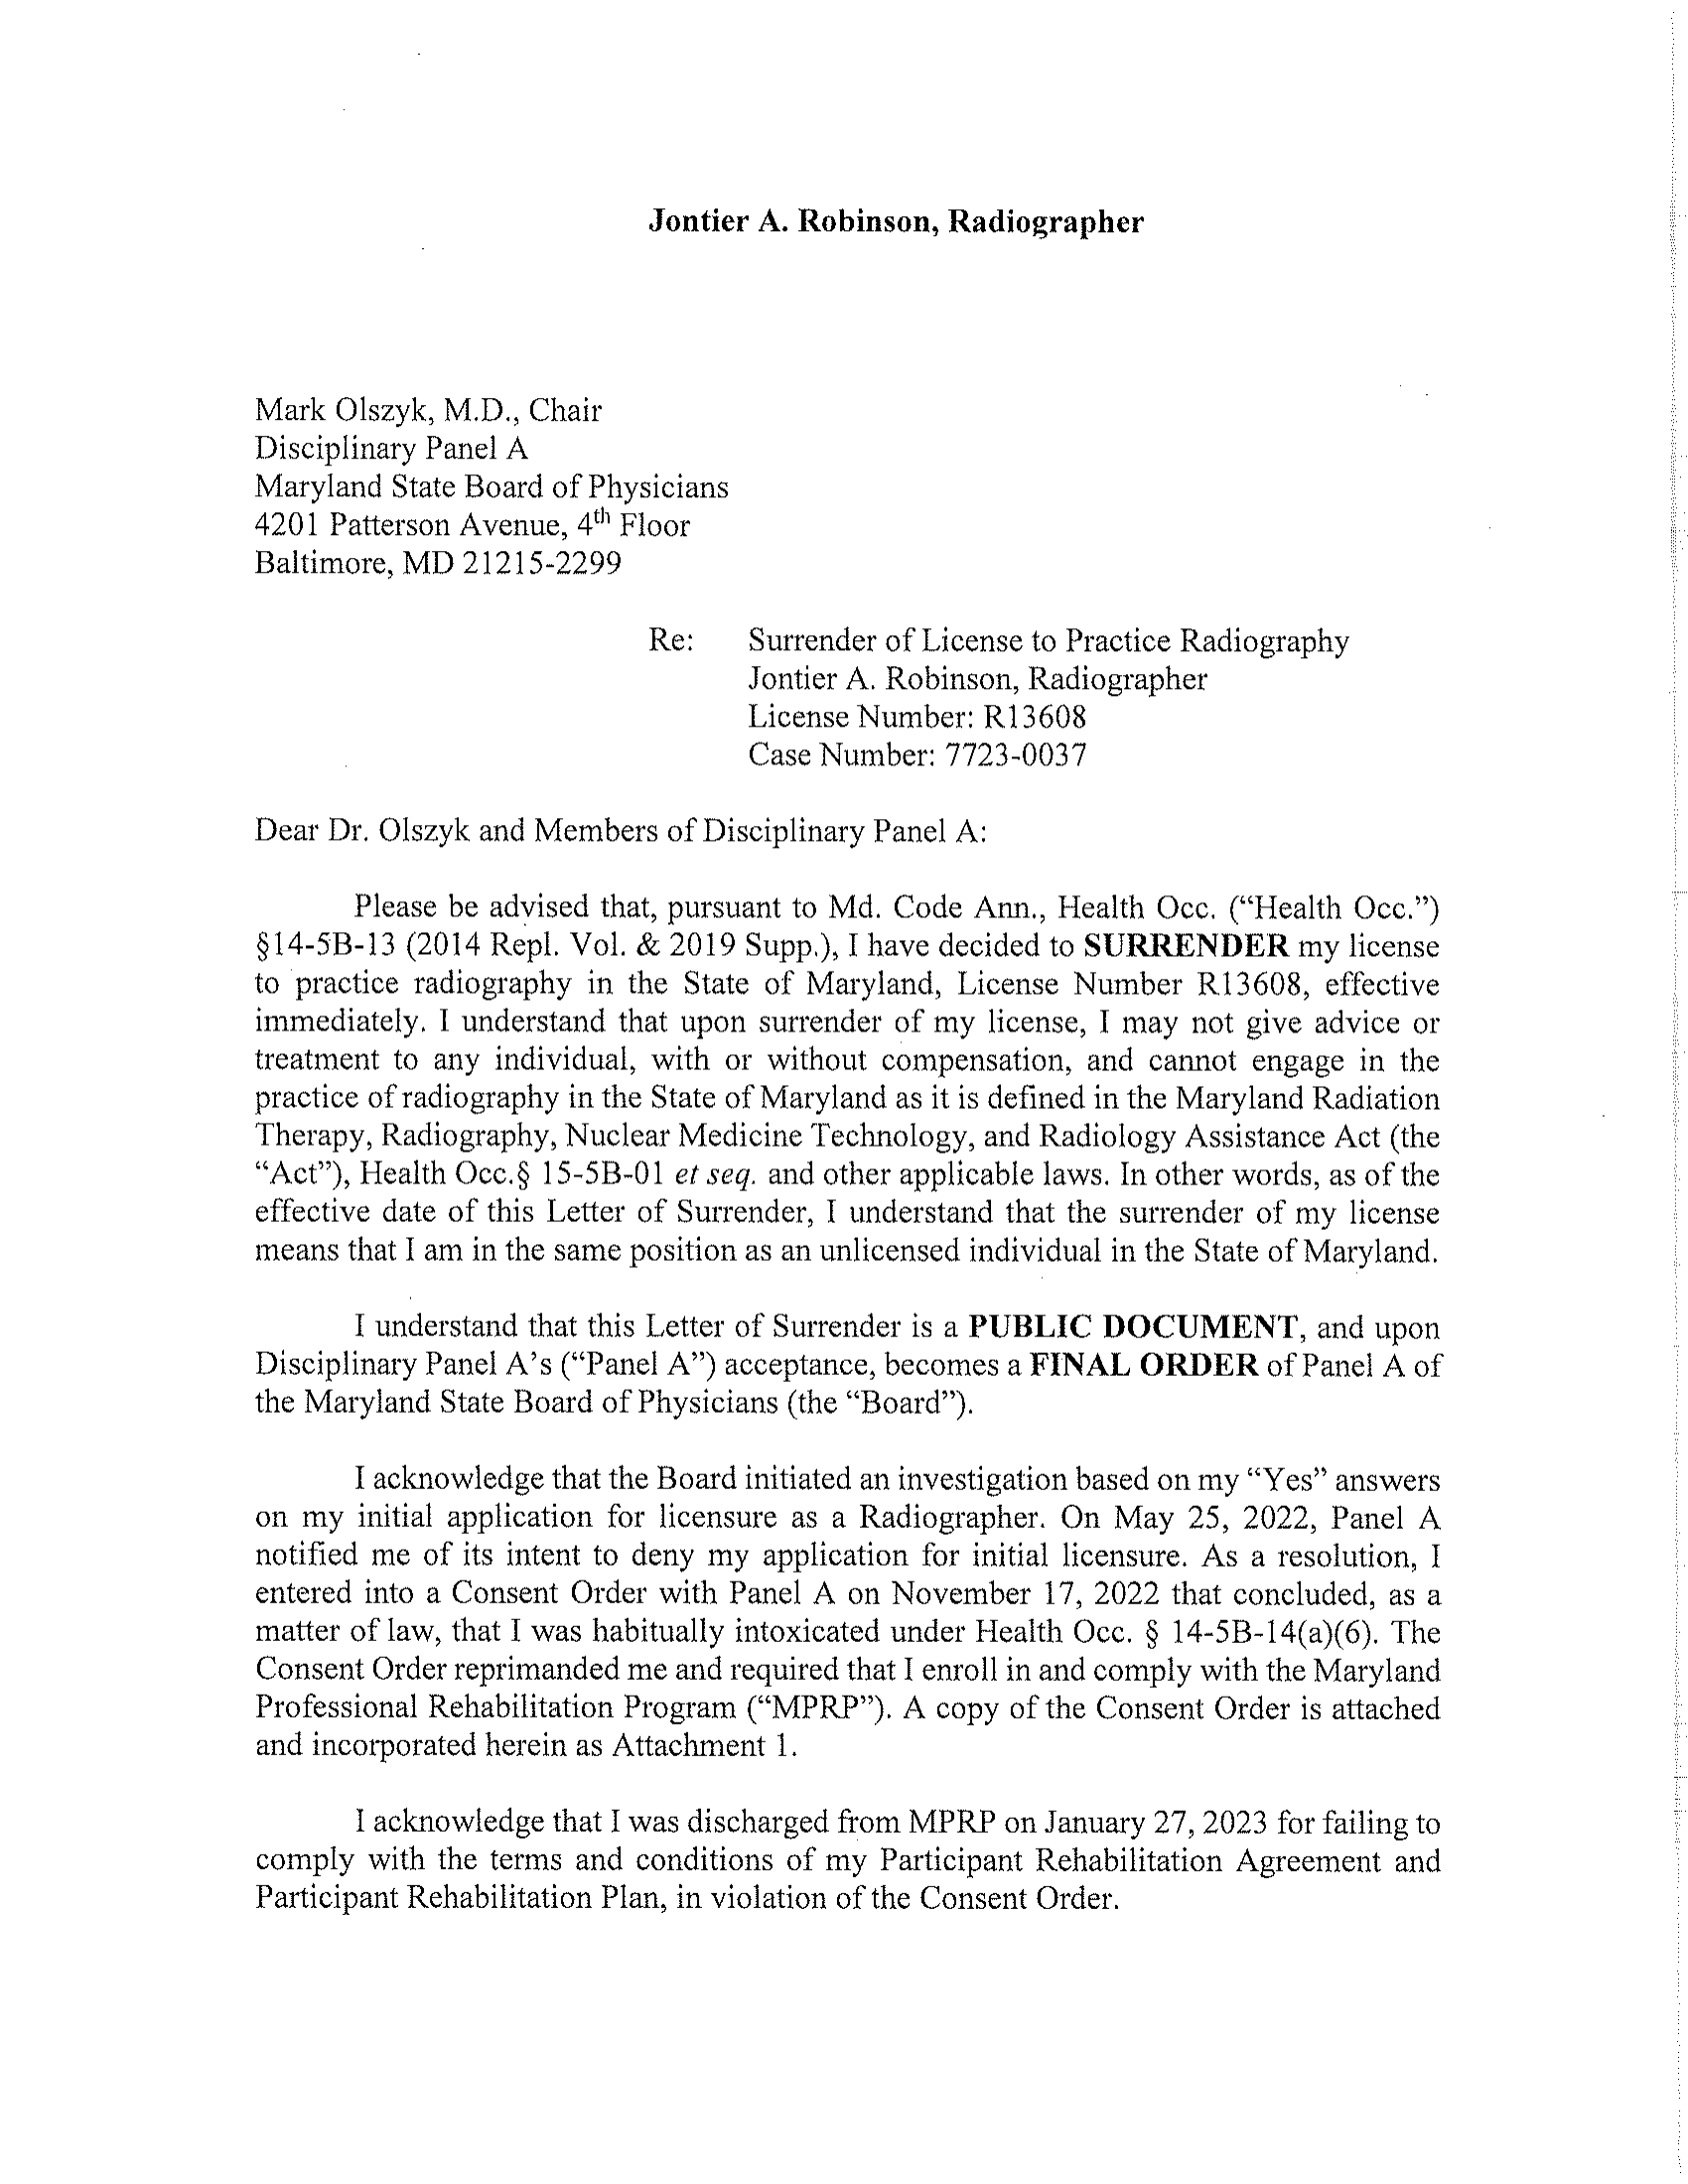 Jontier A. Robinson, Radiographer
Mark Olszyk, M.D., Chair
Disciplinary Panel A
Maryland State Board of Physicians
4201 Patterson Avenue, 4th Floor
Baltimore, MD 21215-2299
Re: Surrender of License to Practice Radiography
Jontier A. Robinson, Radiographer
License Number: R13608
Case Number: 7723-0037
Dear Dr. Olszyk and Members of Disciplinary Panel A:
Please be advised that, pursuant to Md. Code Ann., Health Occ. (“Health Occ.”)
§14-5B-13 (2014 Repl. Vol. & 2019 Supp.), I have decided to SURRENDER my license
to practice radiography in the State of Maryland, License Number R13608, effective
immediately. I understand that upon surrender of my license, I may not give advice or
treatment to any individual, with or without compensation, and cannot engage in the
practice of radiography in the State of Maryland as it is defined in the Maryland Radiation
Therapy, Radiography, Nuclear Medicine Technology, and Radiology Assistance Act (the
“Act”), Health Occ.§ 15-5B-01 et seq. and other applicable laws. In other words, as of the
effective date of this Letter of Surrender, I understand that the surrender of my license
means that I am in the same position as an unlicensed individual in the State of Maryland.
I understand that this Letter of Surrender is a PUBLIC DOCUMENT, and upon
Disciplinary Panel A’s (“Panel A”) acceptance, becomes a FINAL ORDER of Panel A of
the Maryland State Board of Physicians (the “Board”).
I acknowledge that the Board initiated an investigation based on my “Yes” answers
on my initial application for licensure as a Radiographer. On May 25, 2022, Panel A
notified me of its intent to deny my application for initial licensure. As a resolution, I
entered into a Consent Order with Panel A on November 17, 2022 that concluded, as a
matter of law, that I was habitually intoxicated under Health Occ. § 14-5B-14(a)(6). The
Consent Order reprimanded me and required that I enroll in and comply with the Maryland
Professional Rehabilitation Program (“MPRP”). A copy of the Consent Order is attached
and incorporated herein as Attachment 1.
I acknowledge that I was discharged from MPRP on January 27, 2023 for failing to
comply with the terms and conditions of my Participant Rehabilitation Agreement and
Participant Rehabilitation Plan, in violation of the Consent Order.